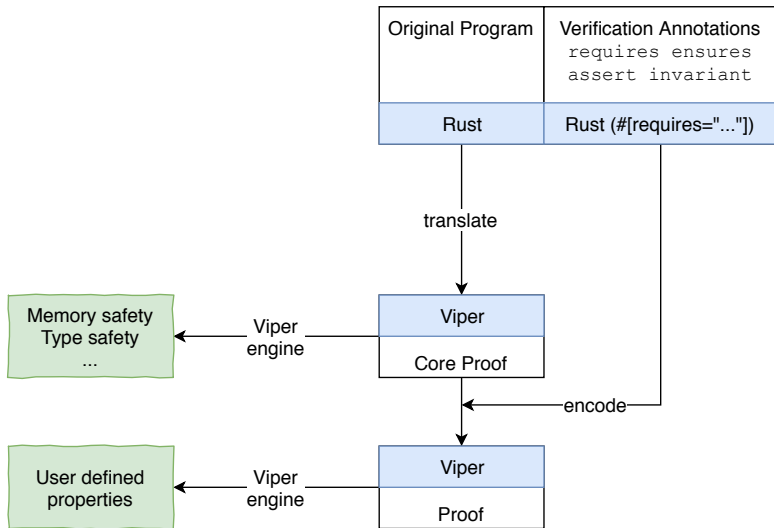 Original Program
Verification Annotations
requires ensures
assert invariant
Rust
Rust (#[requires="..."])
translate
Memory safety
Type safety
...
Viper
engine
Viper
Core Proof
encode
User defined
properties
Viper
engine
Viper
Proof